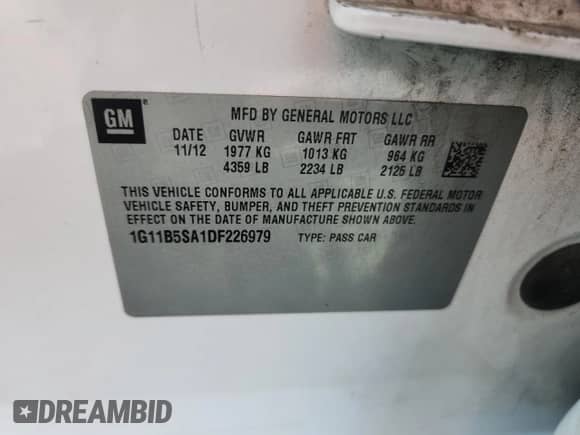 GM ®
MFD BY GENERAL MOTORS LLC
DATE GVWR GAWR FRT GAWR RR
11/12 1977 KG 1013 KG 964 KG
4359 LB 2234 LB 2125 LB
THIS VEHICLE CONFORMS TO ALL APPLICABLE U.S. FEDERAL MOTOR
VEHICLE SAFETY, BUMPER, AND THEFT PREVENTION STANDARDS IN
EFFECT ON THE DATE OF MANUFACTURE SHOWN ABOVE.
1G11B5SA1DF226979 TYPE: PASS CAR
DREAMBID